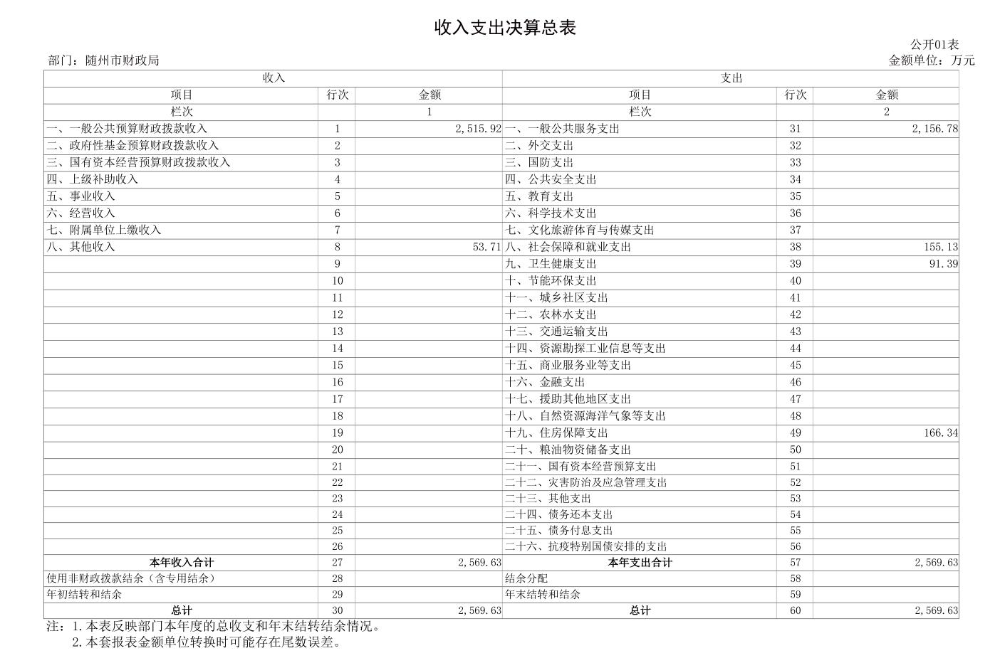 收入支出决算总表
公开01表
部门：随州市财政局 金额单位：万元
收入 支出
项目 行次 金额 项目 行次 金额
栏次 1 栏次 2
一、一般公共预算财政拨款收入 1 2,515.92 一、一般公共服务支出 31 2,156.78
二、政府性基金预算财政拨款收入 2 二、外交支出 32
三、国有资本经营预算财政拨款收入 3 三、国防支出 33
四、上级补助收入 4 四、公共安全支出 34
五、事业收入 5 五、教育支出 35
六、经营收入 6 六、科学技术支出 36
七、附属单位上缴收入 7 七、文化旅游体育与传媒支出 37
八、其他收入 8 53.71 八、社会保障和就业支出 38 155.13
9 九、卫生健康支出 39 91.39
10 十、节能环保支出 40
11 十一、城乡社区支出 41
12 十二、农林水支出 42
13 十三、交通运输支出 43
14 十四、资源勘探工业信息等支出 44
15 十五、商业服务业等支出 45
16 十六、金融支出 46
17 十七、援助其他地区支出 47
18 十八、自然资源海洋气象等支出 48
19 十九、住房保障支出 49 166.34
20 二十、粮油物资储备支出 50
21 二十一、国有资本经营预算支出 51
22 二十二、灾害防治及应急管理支出 52
23 二十三、其他支出 53
24 二十四、债务还本支出 54
25 二十五、债务付息支出 55
26 二十六、抗疫特别国债安排的支出 56
本年收入合计 27 2,569.63 本年支出合计 57 2,569.63
使用非财政拨款结余（含专用结余） 28 结余分配 58
年初结转和结余 29 年末结转和结余 59
总计 30 2,569.63 总计 60 2,569.63
注：1.本表反映部门本年度的总收支和年末结转结余情况。
2.本套报表金额单位转换时可能存在尾数误差。